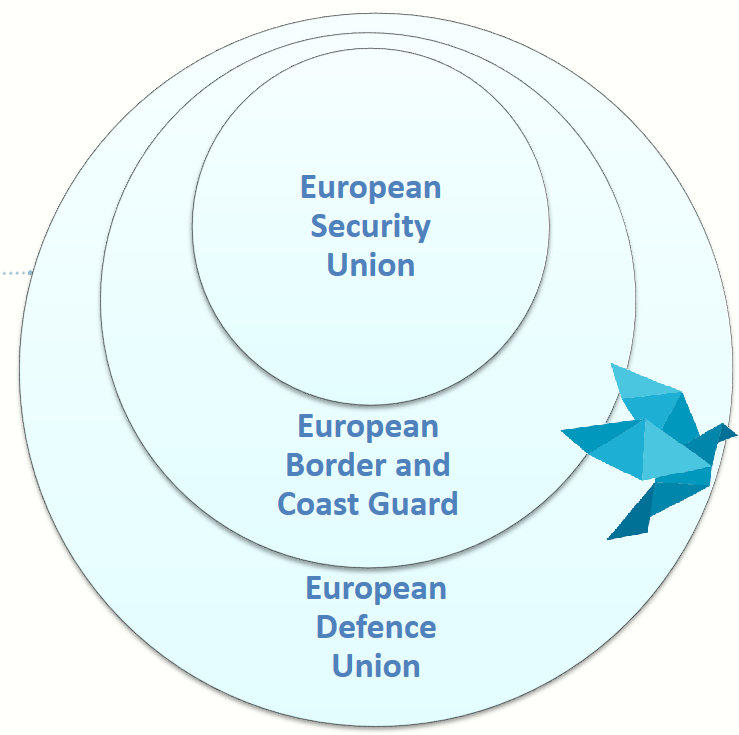 European
Security
Union
European
Border and
Coast Guard
European
Defence
Union